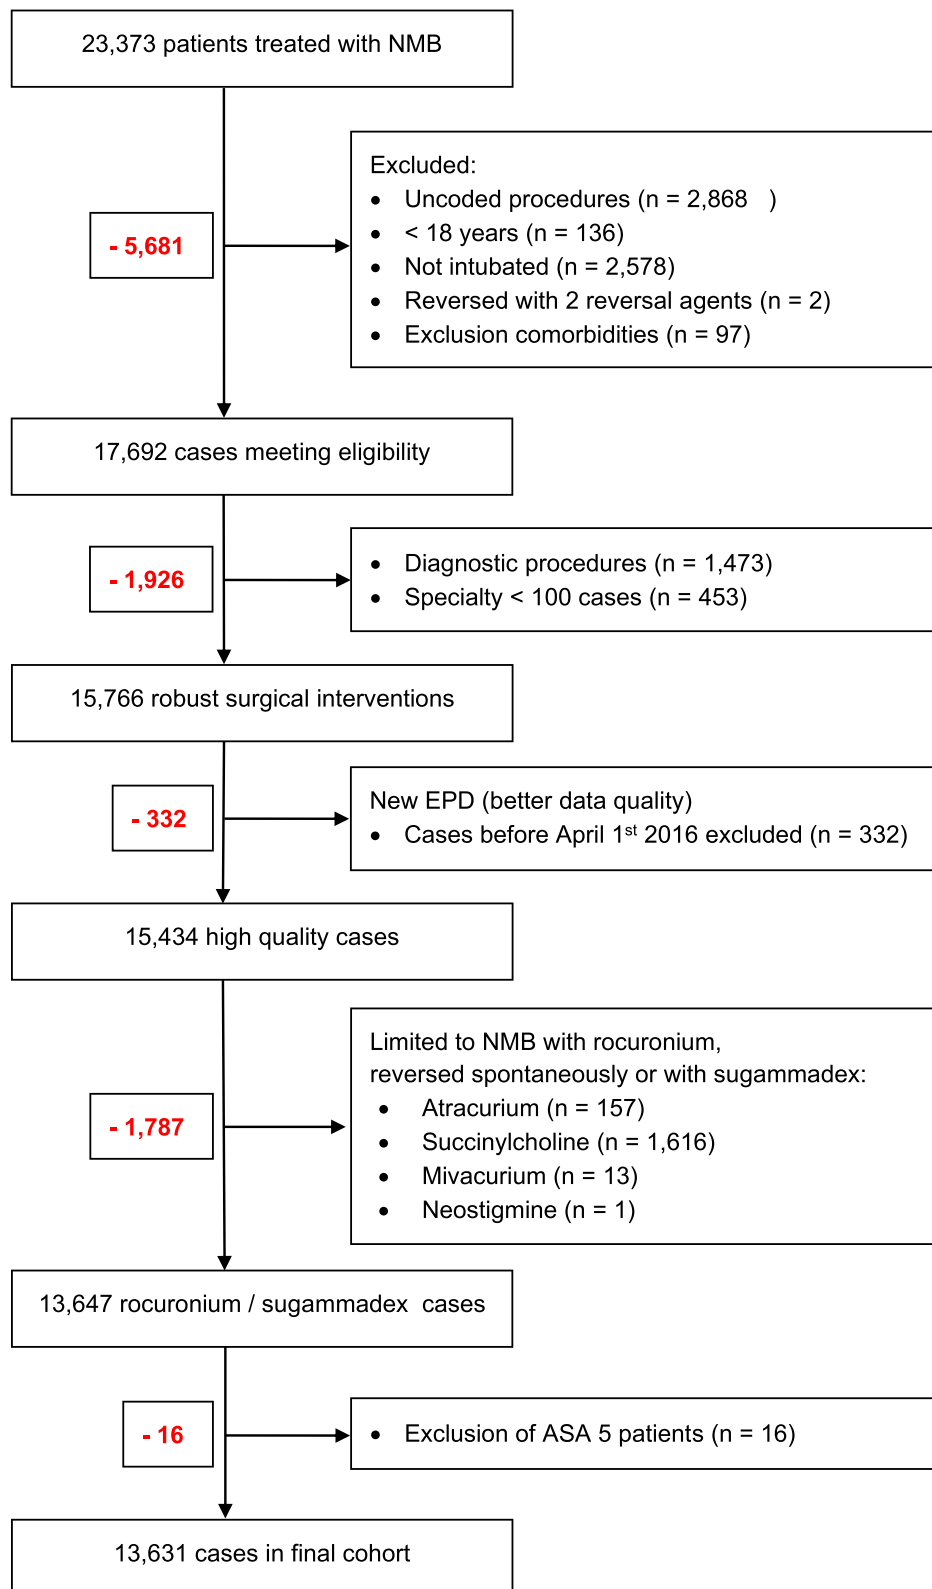 23,373 patients treated with NMB
Excluded:
• Uncoded procedures (n = 2,868 )
• < 18 years (n = 136)
• Not intubated (n = 2,578)
• Reversed with 2 reversal agents (n = 2)
• Exclusion comorbidities (n = 97)
- 5,681
17,692 cases meeting eligibility
• Diagnostic procedures (n = 1,473)
• Specialty < 100 cases (n = 453)
- 1,926
15,766 robust surgical interventions
New EPD (better data quality)
• Cases before April 1st 2016 excluded (n = 332)
- 332
15,434 high quality cases
Limited to NMB with rocuronium,
reversed spontaneously or with sugammadex:
• Atracurium (n = 157)
• Succinylcholine (n = 1,616)
• Mivacurium (n = 13)
• Neostigmine (n = 1)
- 1,787
13,647 rocuronium / sugammadex cases
• Exclusion of ASA 5 patients (n = 16)
- 16
13,631 cases in final cohort